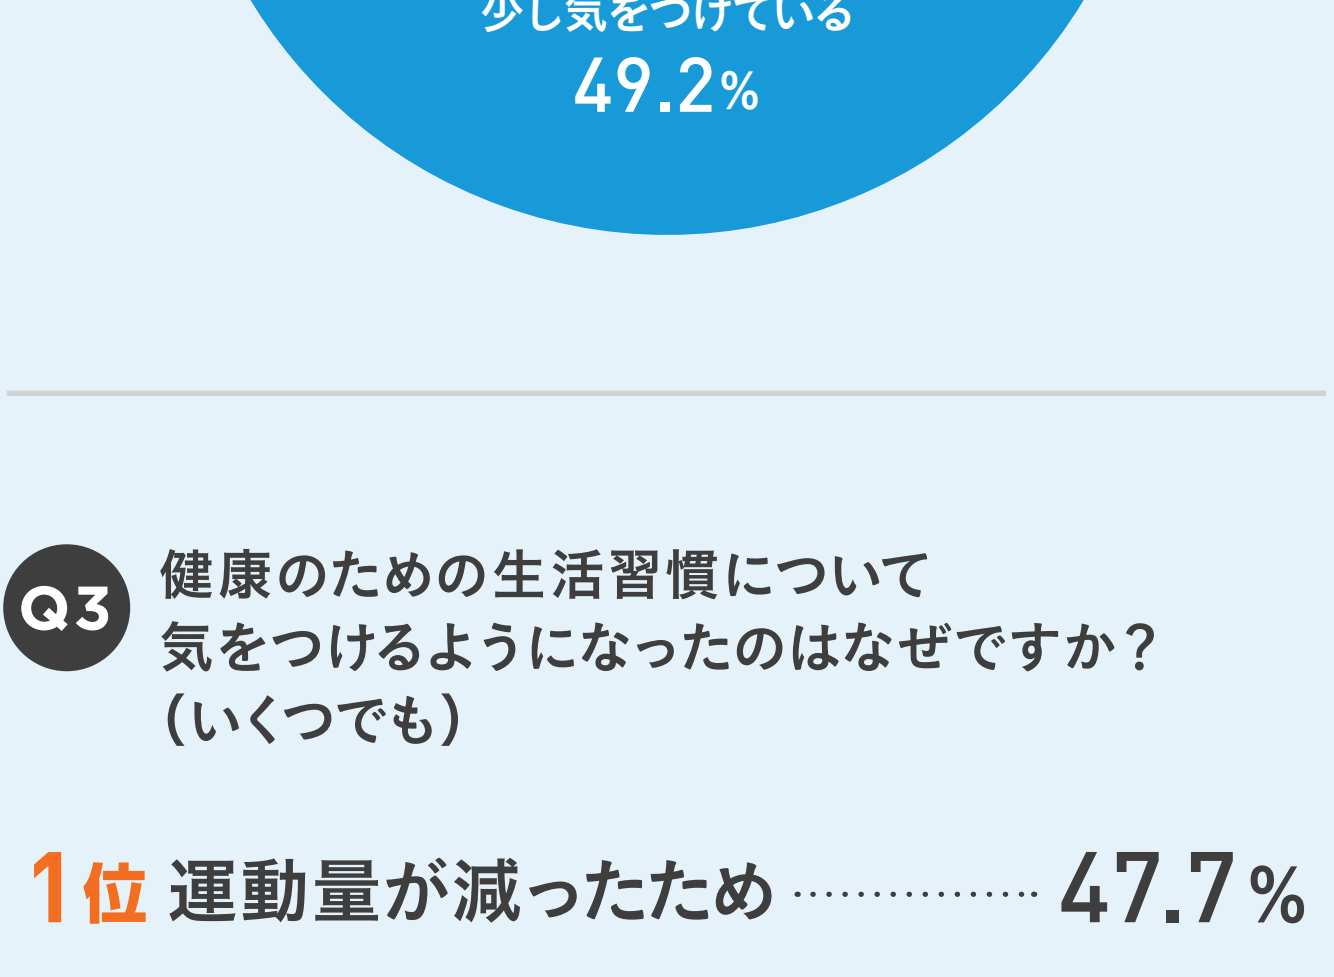 少し気をつけている
49.2%
Q3
健康のための生活習慣について
気をつけるようになったのはなぜですか？
（いくつでも）
1位 運動量が減ったため ················ 47.7%